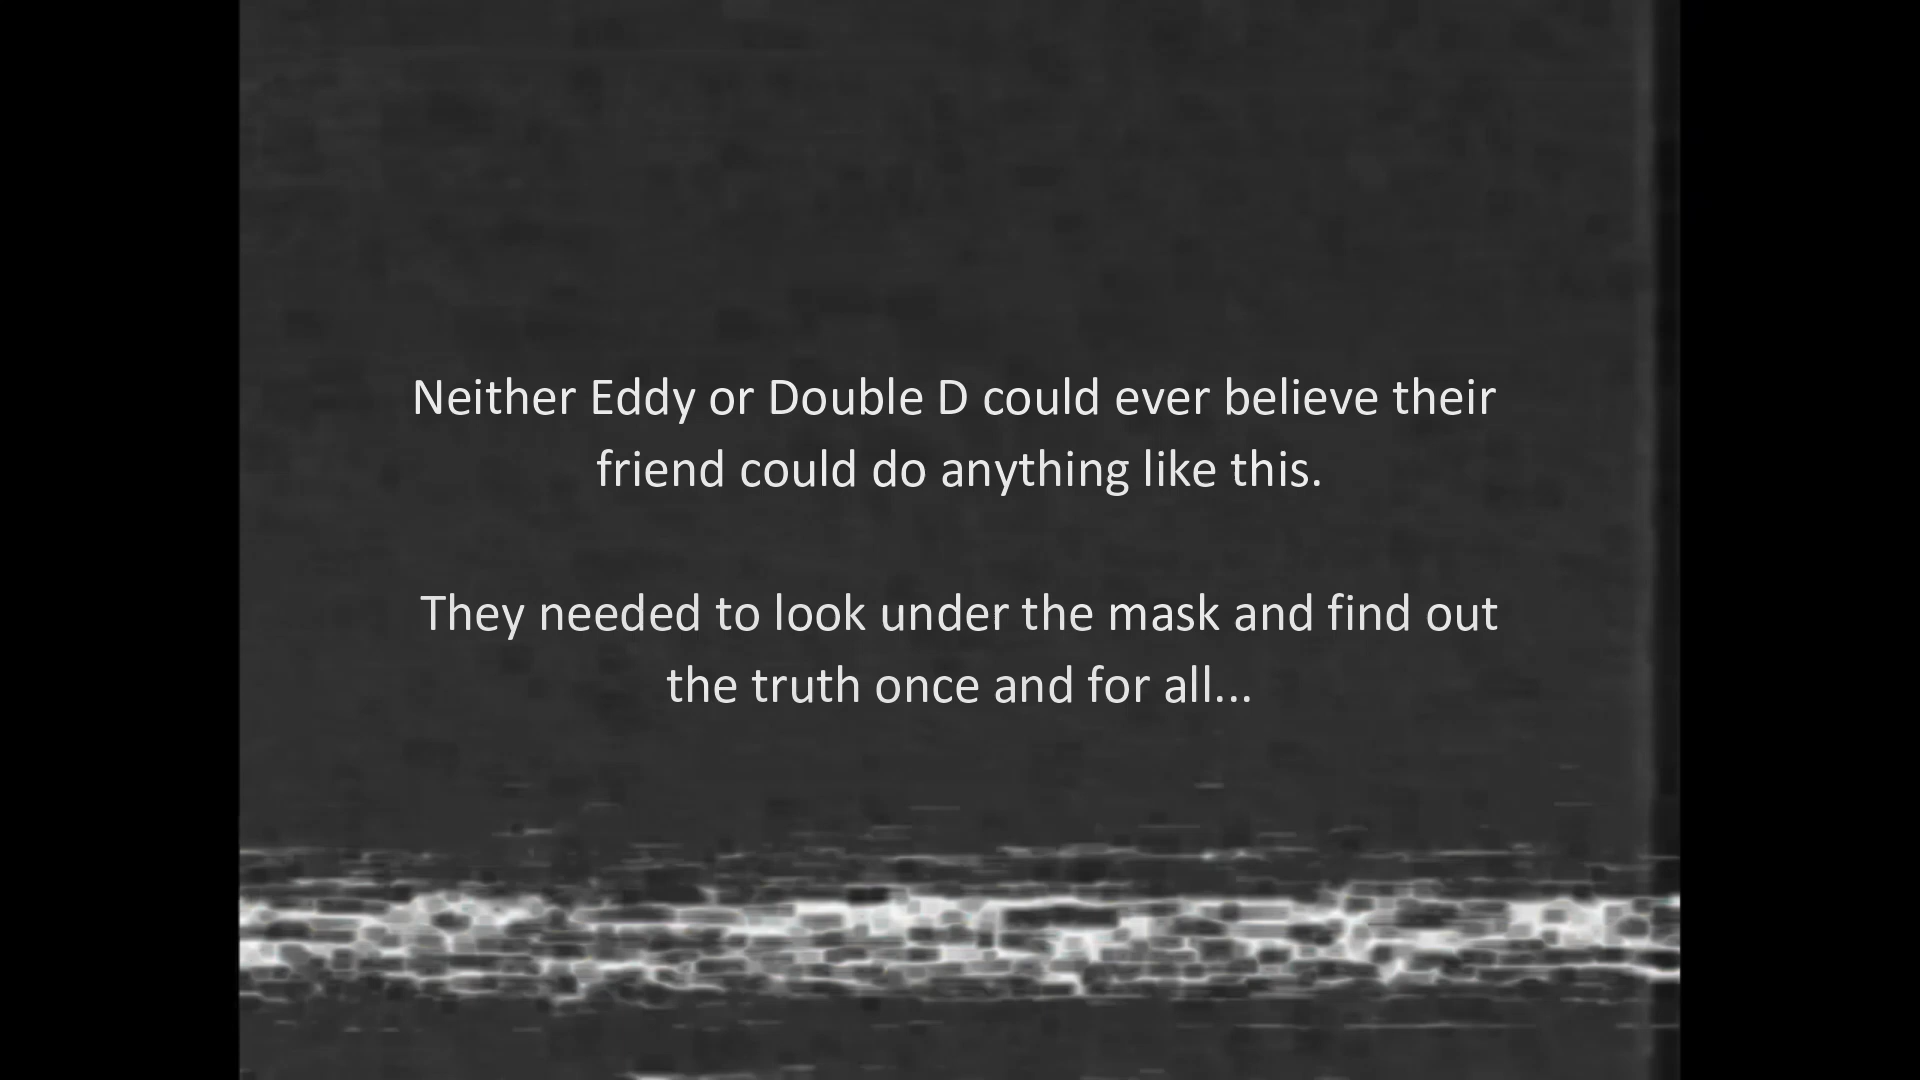 Neither Eddy or Double D could ever believe their
friend could do anything like this.
They needed to look under the mask and find out
the truth once and for all...